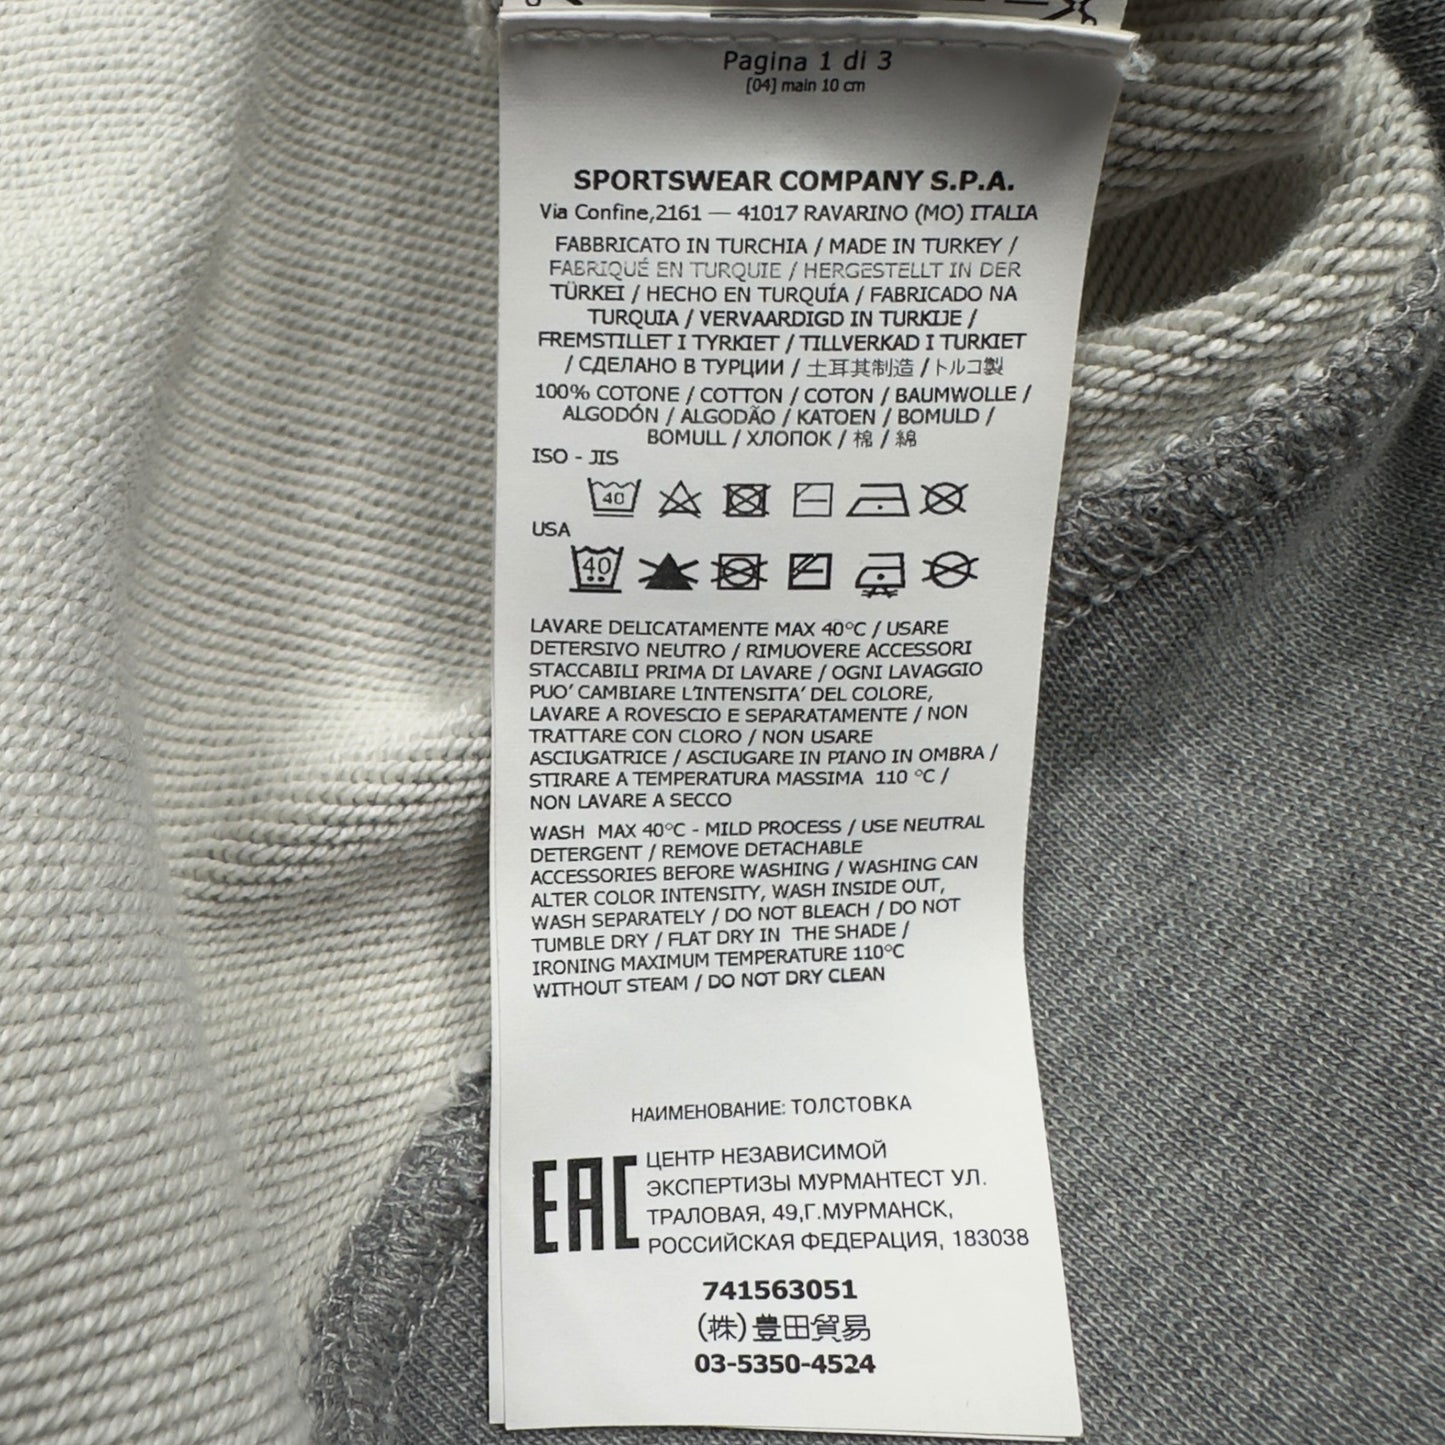 Pagina 1 di 3
[04] main 10 cm
SPORTSWEAR COMPANY S.P.A.
Via Confine,2161 — 41017 RAVARINO (MO) ITALIA
FABBRICATO IN TURCHIA / MADE IN TURKEY /
FABRIQUÉ EN TURQUIE / HERGESTELLT IN DER
TÜRKEI / HECHO EN TURQUÍA / FABRICADO NA
TURQUIA / VERVAARDIGD IN TURKIJE /
FREMSTILLET I TYRKIET / TILLVERKAD I TURKIET
/ СДЕЛАНО В ТУРЦИИ / 土耳其制造 / トルコ製
100% COTONE / COTTON / COTON / BAUMWOLLE /
ALGODÓN / ALGODÃO / KATOEN / BOMULD /
BOMULL / ХЛОПОК / 棉 / 綿
ISO - JIS
40
USA
40
LAVARE DELICATAMENTE MAX 40°C / USARE
DETERSIVO NEUTRO / RIMUOVERE ACCESSORI
STACCABILI PRIMA DI LAVARE / OGNI LAVAGGIO
PUO' CAMBIARE L'INTENSITA' DEL COLORE,
LAVARE A ROVESCIO E SEPARATAMENTE / NON
TRATTARE CON CLORO / NON USARE
ASCIUGATRICE / ASCIUGARE IN PIANO IN OMBRA /
STIRARE A TEMPERATURA MASSIMA 110 °C /
NON LAVARE A SECCO
WASH MAX 40°C - MILD PROCESS / USE NEUTRAL
DETERGENT / REMOVE DETACHABLE
ACCESSORIES BEFORE WASHING / WASHING CAN
ALTER COLOR INTENSITY, WASH INSIDE OUT,
WASH SEPARATELY / DO NOT BLEACH / DO NOT
TUMBLE DRY / FLAT DRY IN THE SHADE /
IRONING MAXIMUM TEMPERATURE 110°C
WITHOUT STEAM / DO NOT DRY CLEAN
НАИМЕНОВАНИЕ: ТОЛСТОВКА
EAC
ЦЕНТР НЕЗАВИСИМОЙ
ЭКСПЕРТИЗЫ МУРМАНТЕСТ УЛ.
ТРАЛОВАЯ, 49,Г.МУРМАНСК,
РОССИЙСКАЯ ФЕДЕРАЦИЯ, 183038
741563051
(株)豊田貿易
03-5350-4524